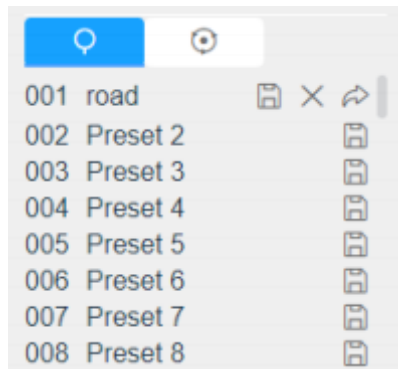 001 road
002 Preset 2
003 Preset 3
004 Preset 4
005 Preset 5
006 Preset 6
007 Preset 7
008 Preset 8